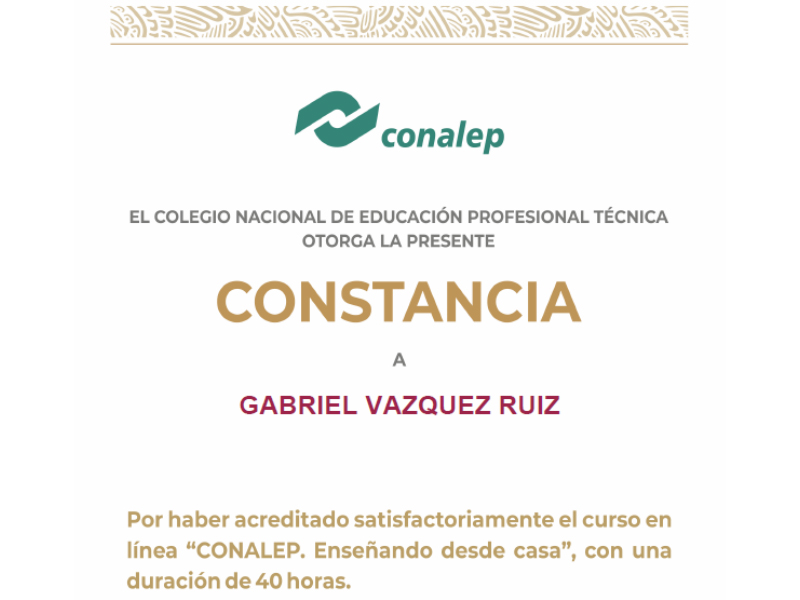 conalep
EL COLEGIO NACIONAL DE EDUCACIÓN PROFESIONAL TÉCNICA
OTORGA LA PRESENTE
CONSTANCIA
A
GABRIEL VAZQUEZ RUIZ
Por haber acreditado satisfactoriamente el curso en
línea “CONALEP. Enseñando desde casa”, con una
duración de 40 horas.